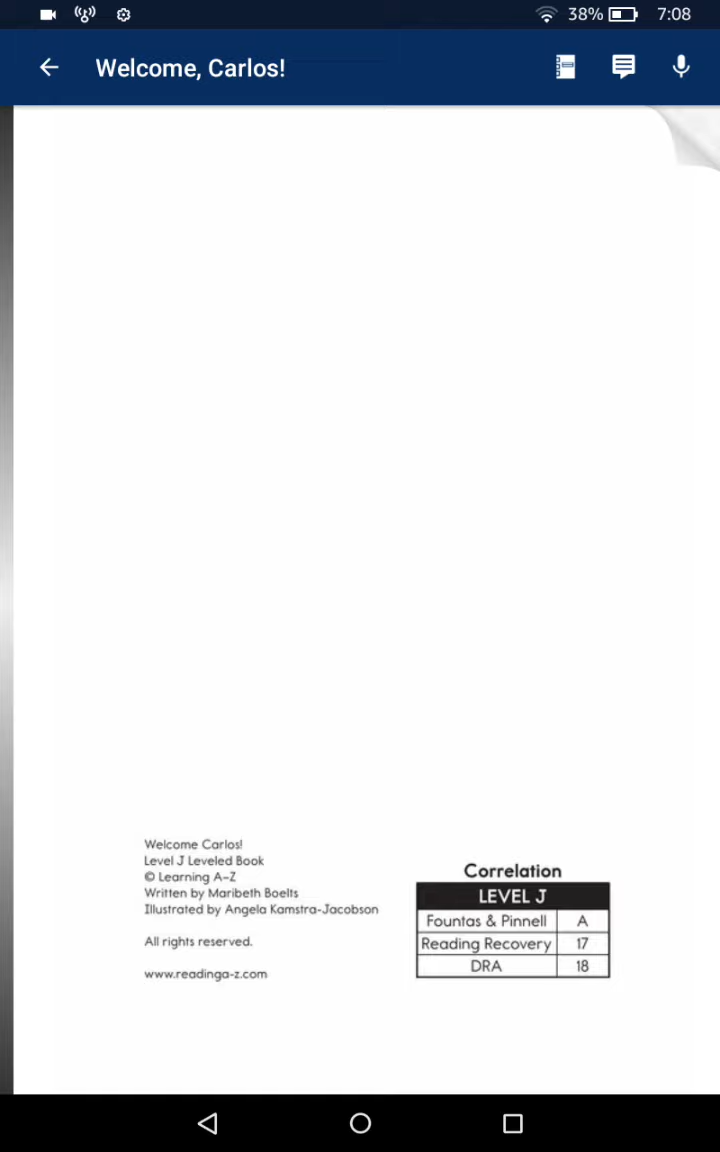 38% 7:08
Welcome, Carlos!
Welcome Carlos!
Level J Leveled Book
© Learning A–Z
Written by Maribeth Boelts
Illustrated by Angela Kamstra-Jacobson
All rights reserved.
www.readinga-z.com
Correlation
LEVEL J
Fountas & Pinnell A
Reading Recovery 17
DRA 18